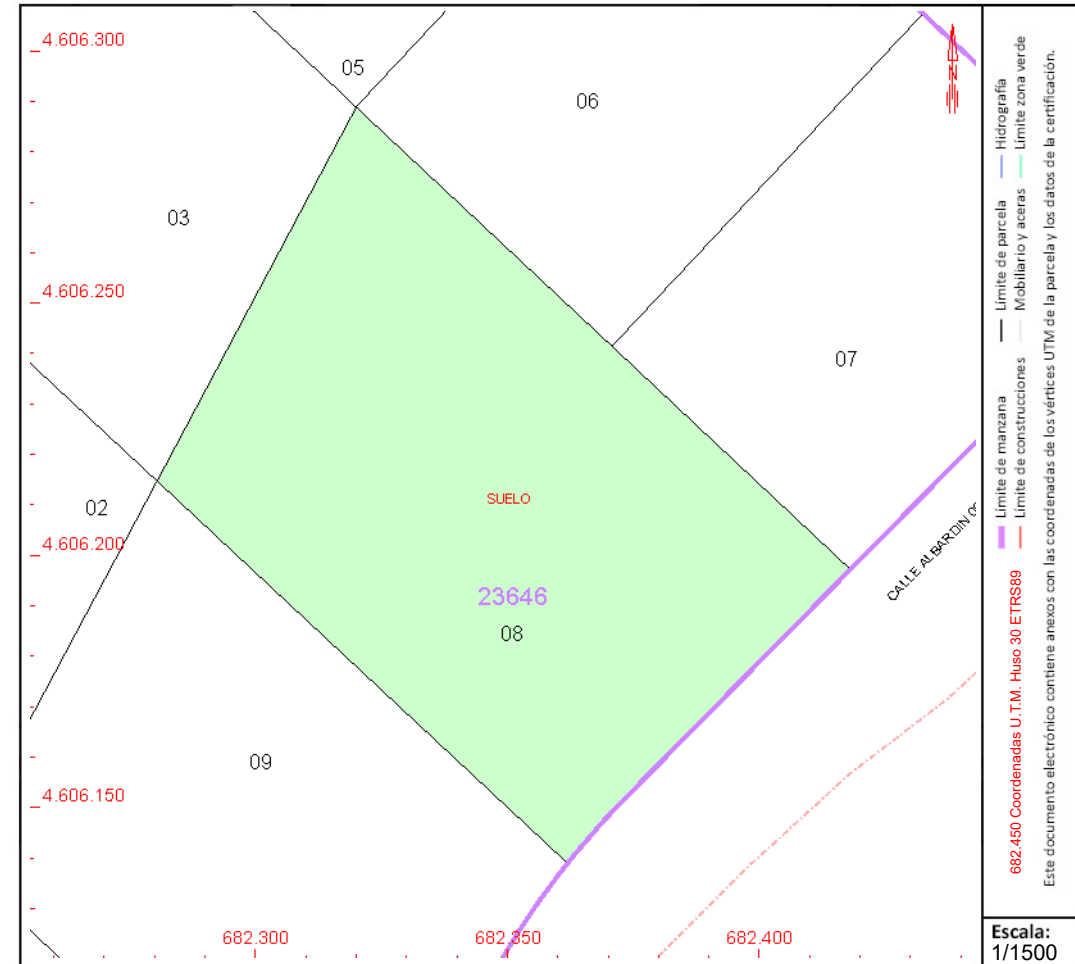 4.606.300
05
06
03
4.606.250
07
02
SUELO
4.606.200
CALLE ALBARDIN
23646
08
09
4.606.150
682.300
682.350
682.400
682.450 Coordenadas U.T.M. Huso 30 ETRS89
Límite de manzana
Límite de parcela
Hidrografía
Límite de construcciones
Mobiliario y aceras
Límite zona verde
Este documento electrónico contiene anexos con las coordenadas de los vértices UTM de la parcela y los datos de la certificación.
Escala:
1/1500